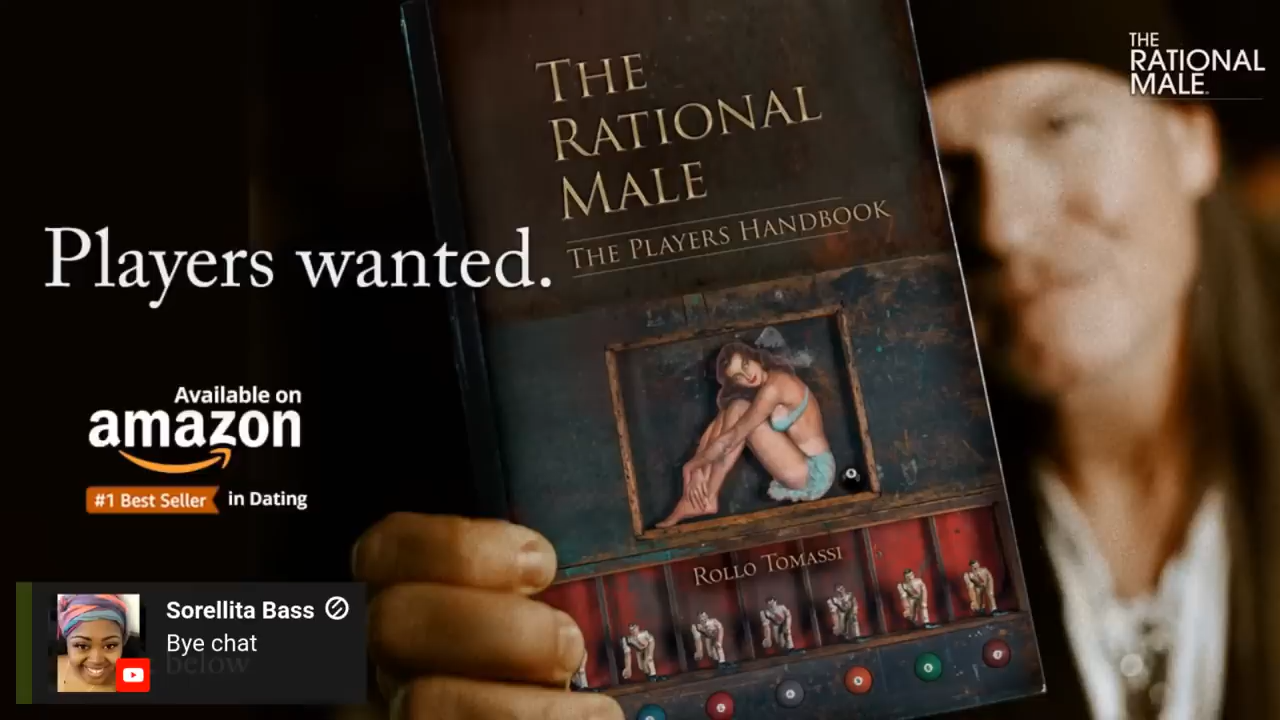 THE
RATIONAL
MALE
THE PLAYERS HANDBOOK
ROLLO TOMASSI
THE
RATIONAL
MALE
Players wanted.
Available on
amazon
#1 Best Seller in Dating
Sorellita Bass
Bye chat
below